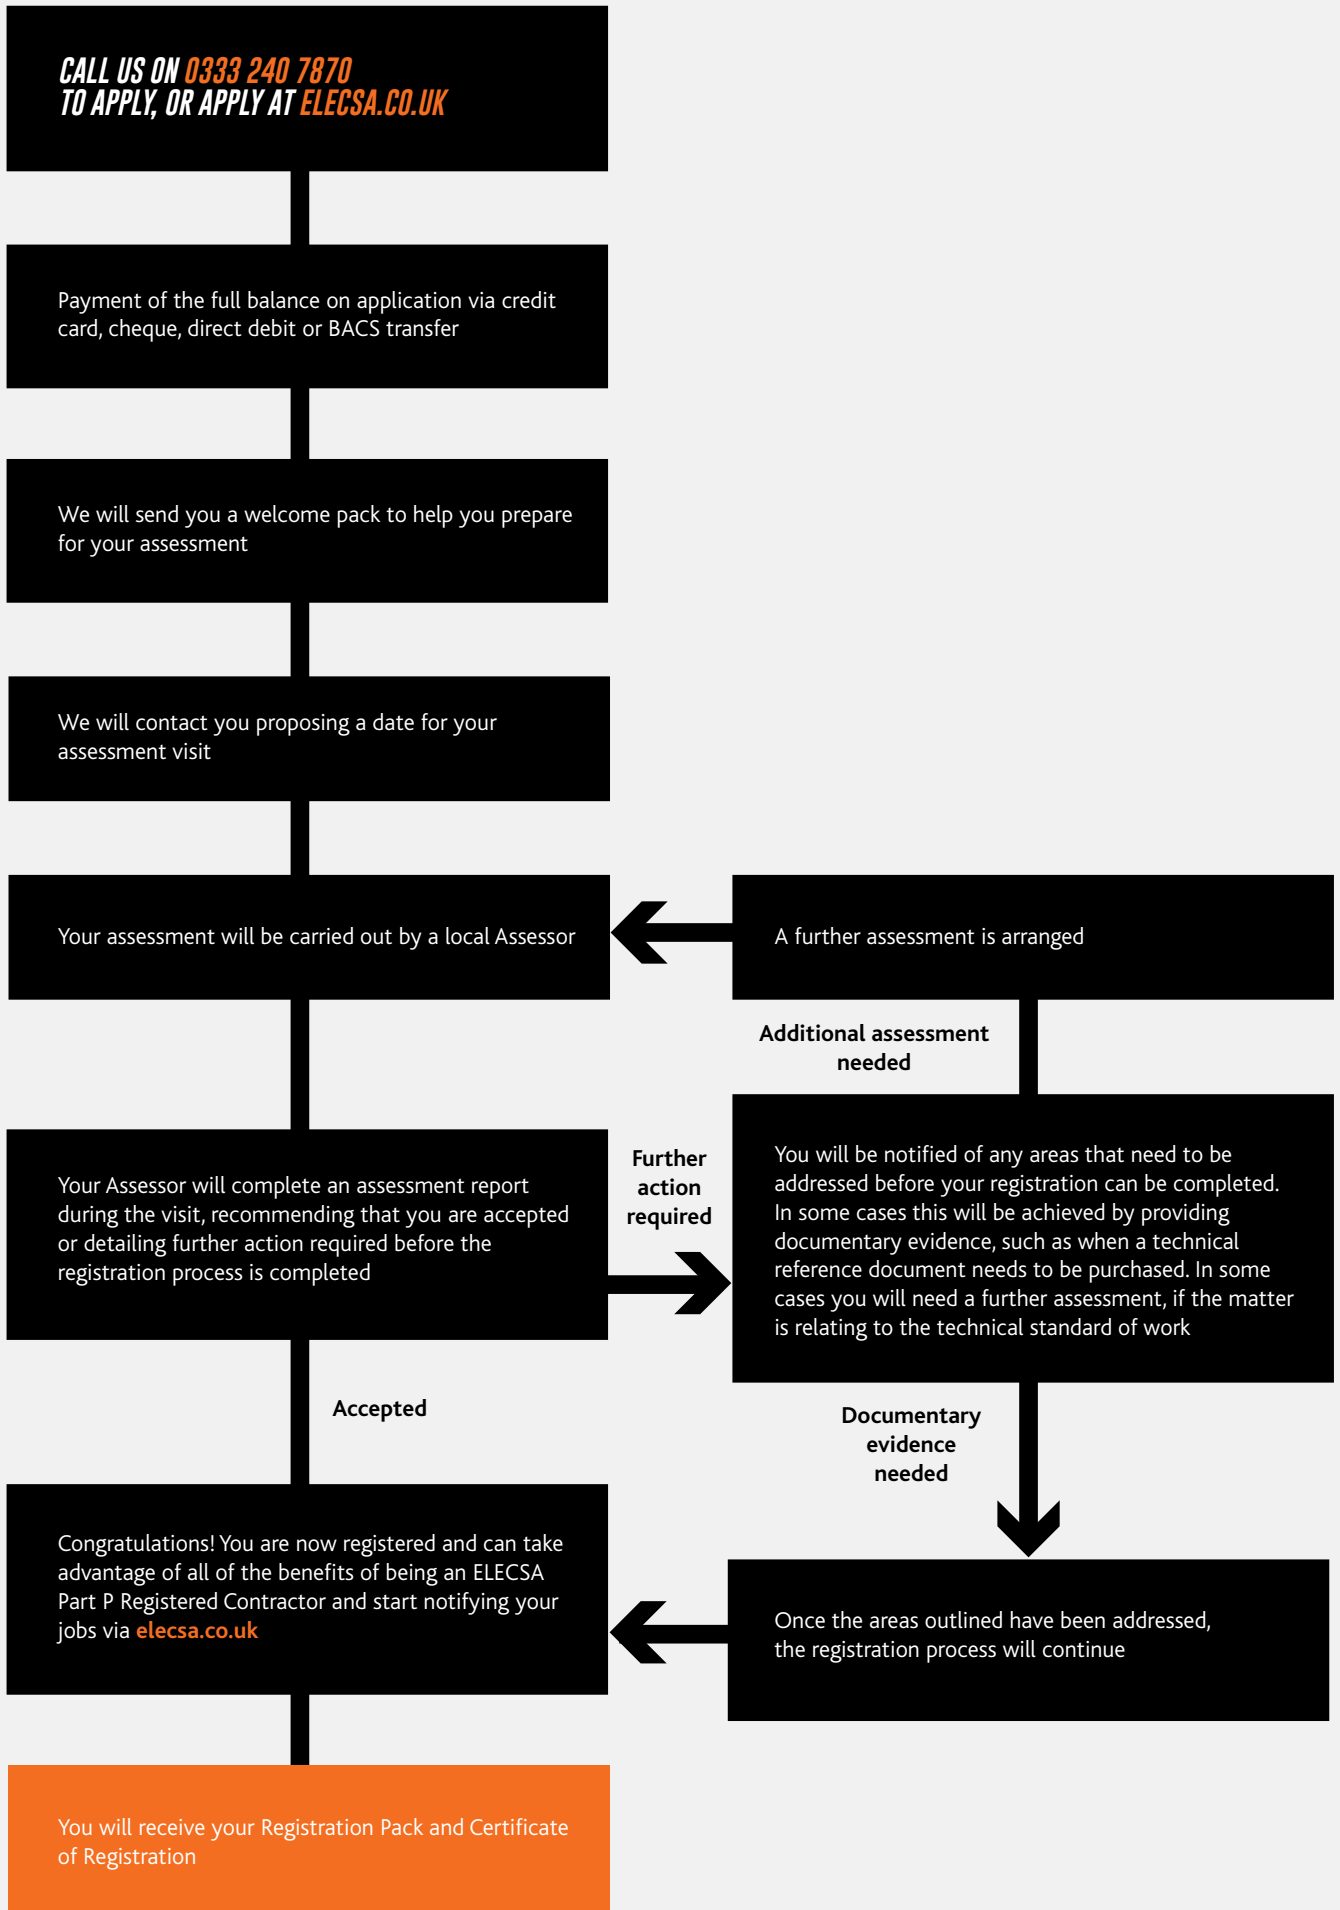 CALL US ON 0333 240 7870
TO APPLY, OR APPLY AT ELECSA.CO.UK
Payment of the full balance on application via credit
card, cheque, direct debit or BACS transfer
We will send you a welcome pack to help you prepare
for your assessment
We will contact you proposing a date for your
assessment visit
Your assessment will be carried out by a local Assessor
A further assessment is arranged
Additional assessment
needed
Your Assessor will complete an assessment report
during the visit, recommending that you are accepted
or detailing further action required before the
registration process is completed
Further
action
required
You will be notified of any areas that need to be
addressed before your registration can be completed.
In some cases this will be achieved by providing
documentary evidence, such as when a technical
reference document needs to be purchased. In some
cases you will need a further assessment, if the matter
is relating to the technical standard of work
Accepted
Documentary
evidence
needed
Congratulations! You are now registered and can take
advantage of all of the benefits of being an ELECSA
Part P Registered Contractor and start notifying your
jobs via elecsa.co.uk
Once the areas outlined have been addressed,
the registration process will continue
You will receive your Registration Pack and Certificate
of Registration